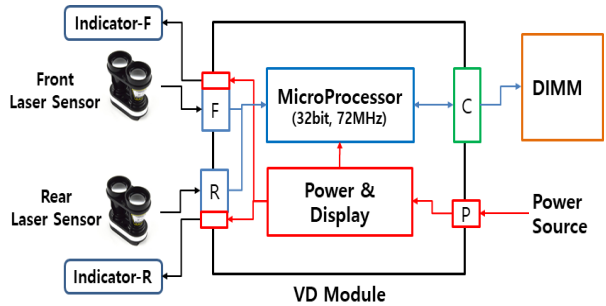 Indicator-F
Front
Laser Sensor
F
MicroProcessor
(32bit, 72MHz)
C
DIMM
Rear
Laser Sensor
R
Power &
Display
P
Power
Source
Indicator-R
VD Module